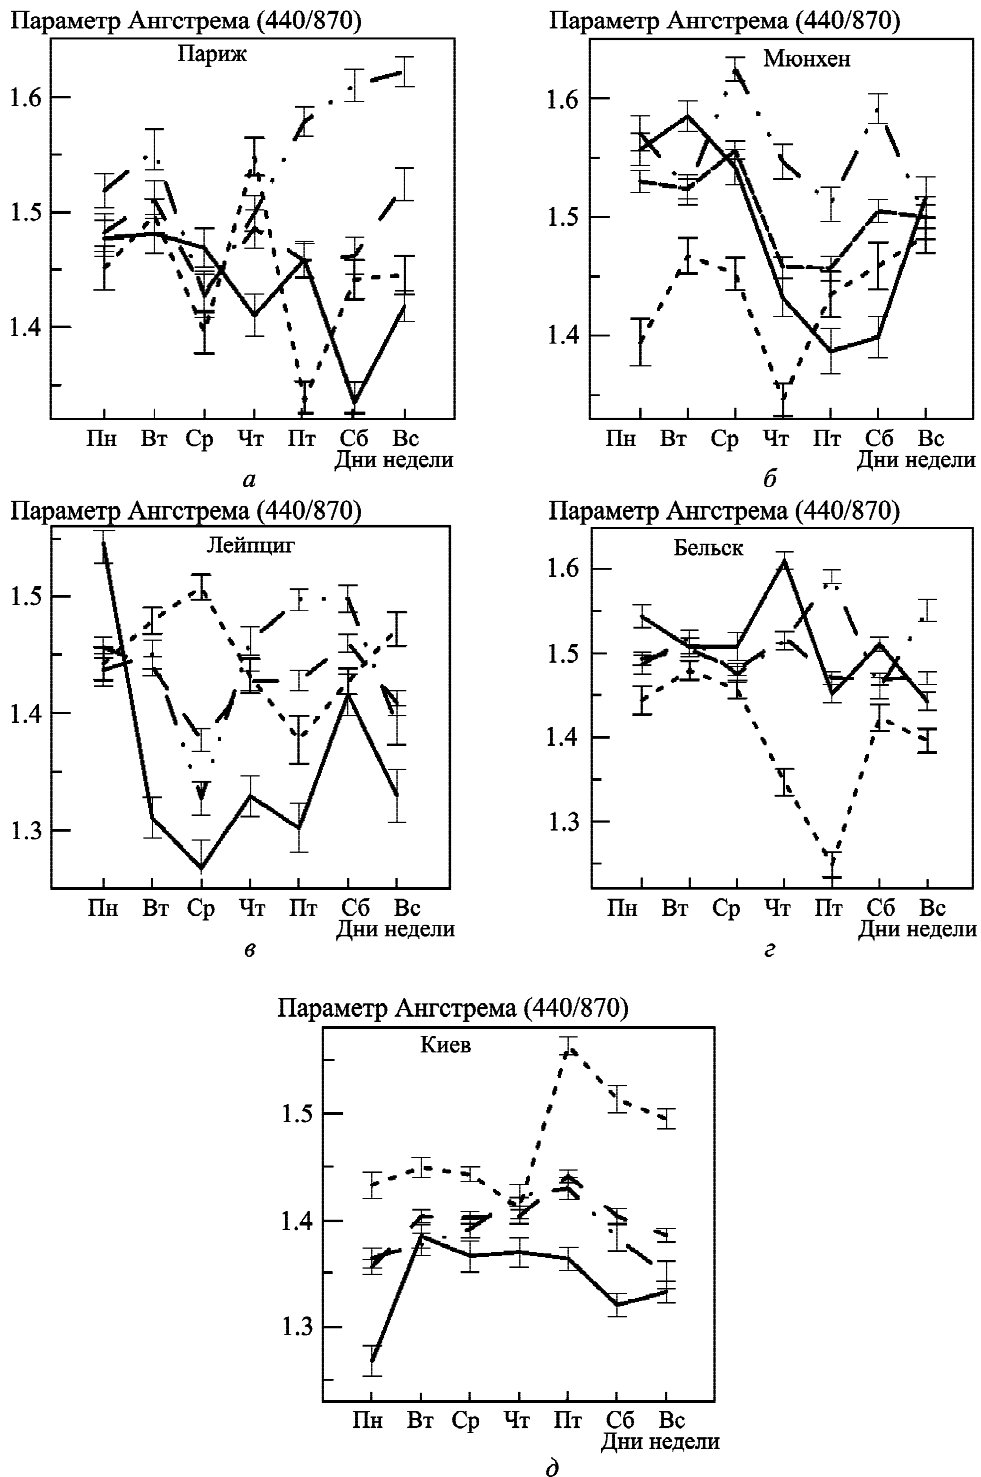 Параметр Ангстрема (440/870)
Париж
1.6
1.5
1.4
Пн Вт Ср Чт Пт Сб Вс
Дни недели
а
Параметр Ангстрема (440/870)
Мюнхен
1.6
1.5
1.4
Пн Вт Ср Чт Пт Сб Вс
Дни недели
б
Параметр Ангстрема (440/870)
Лейпциг
1.5
1.4
1.3
Пн Вт Ср Чт Пт Сб Вс
Дни недели
в
Параметр Ангстрема (440/870)
Бельск
1.6
1.5
1.4
1.3
Пн Вт Ср Чт Пт Сб Вс
Дни недели
г
Параметр Ангстрема (440/870)
Киев
1.5
1.4
1.3
Пн Вт Ср Чт Пт Сб Вс
Дни недели
д